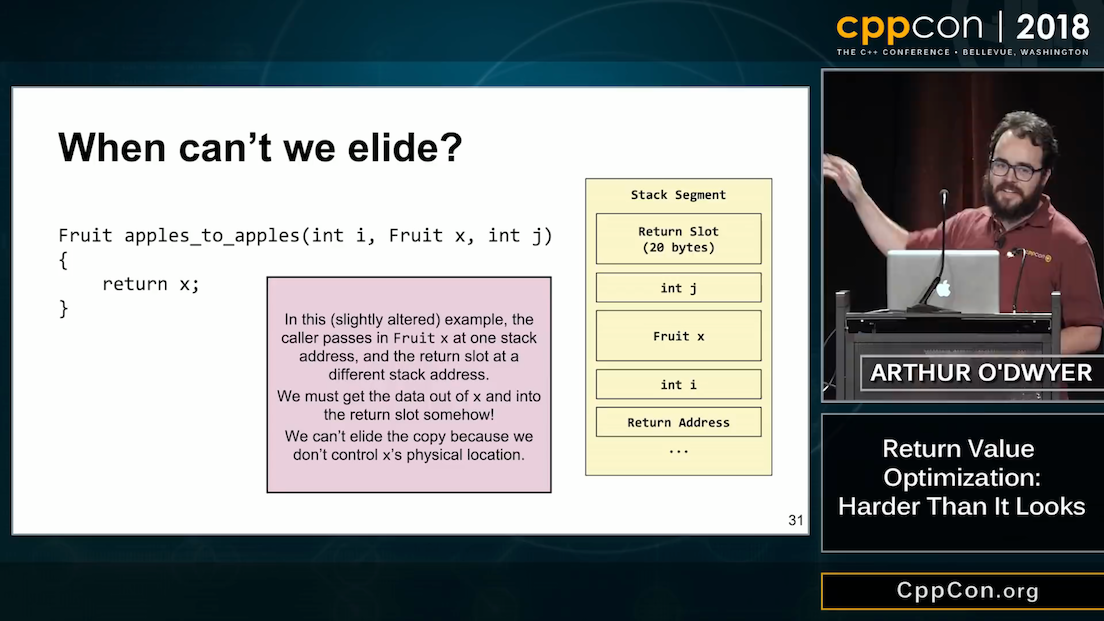 cppcon | 2018
THE C++ CONFERENCE • BELLEVUE, WASHINGTON
When can't we elide?
Fruit apples_to_apples(int i, Fruit x, int j)
{
    return x;
}
In this (slightly altered) example, the
caller passes in Fruit x at one stack
address, and the return slot at a
different stack address.
We must get the data out of x and into
the return slot somehow!
We can't elide the copy because we
don't control x's physical location.
Stack Segment
Return Slot
(20 bytes)
int j
Fruit x
int i
Return Address
...
31
cppcon
ARTHUR O'DWYER
Return Value
Optimization:
Harder Than It Looks
CppCon.org